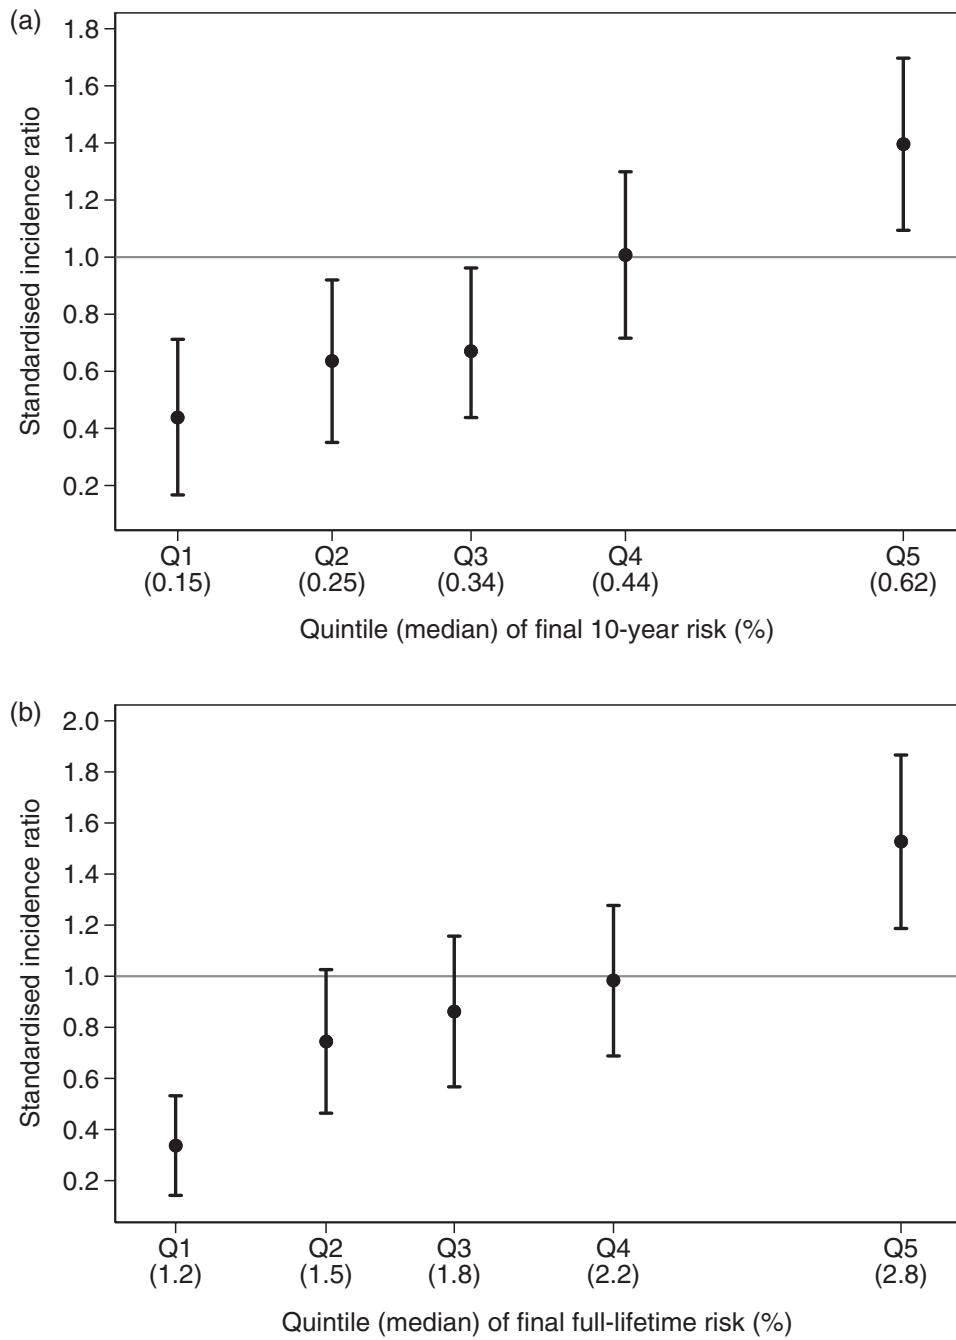 (a)
Standardised incidence ratio
1.8
1.6
1.4
1.2
1.0
0.8
0.6
0.4
0.2
Q1 Q2 Q3 Q4 Q5
(0.15) (0.25) (0.34) (0.44) (0.62)
Quintile (median) of final 10-year risk (%)
(b)
Standardised incidence ratio
2.0
1.8
1.6
1.4
1.2
1.0
0.8
0.6
0.4
0.2
Q1 Q2 Q3 Q4 Q5
(1.2) (1.5) (1.8) (2.2) (2.8)
Quintile (median) of final full-lifetime risk (%)